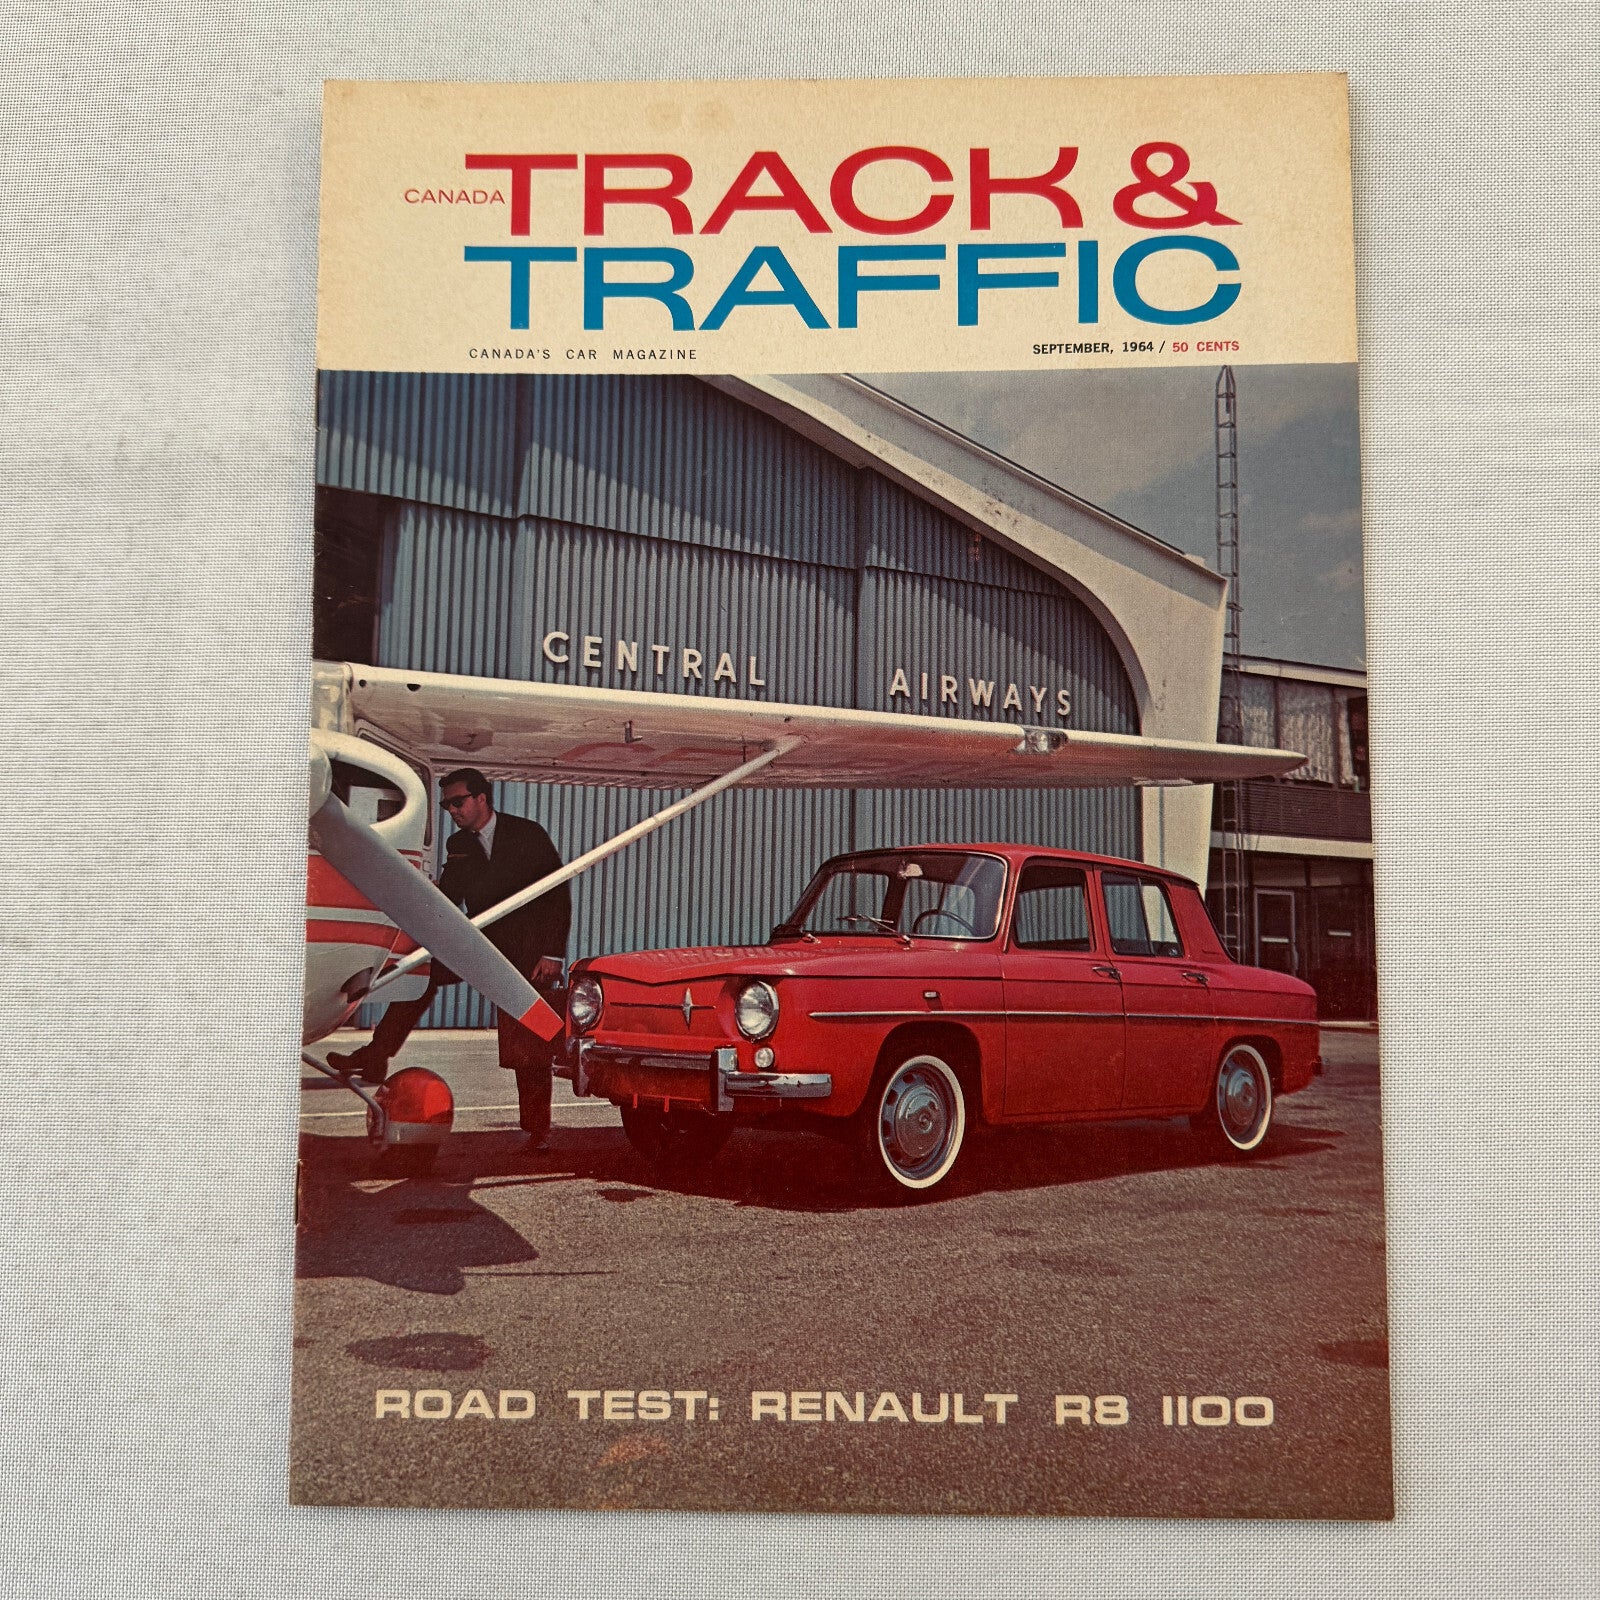 CANADA TRACK &
TRAFFIC
CANADA'S CAR MAGAZINE
SEPTEMBER, 1964 / 50 CENTS
CENTRAL AIRWAYS
ROAD TEST: RENAULT R8 1100